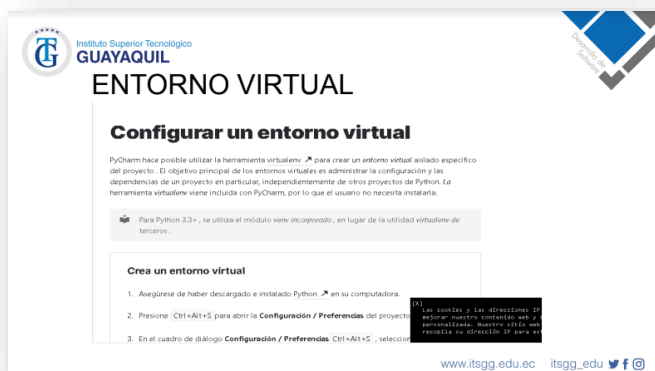 Instituto Superior Tecnológico
GUAYAQUIL
Desarrollo de
Software
ENTORNO VIRTUAL
Configurar un entorno virtual
PyCharm hace posible utilizar la herramienta virtualenv para crear un entorno virtual aislado específico
del proyecto . El objetivo principal de los entornos virtuales es administrar la configuración y las
dependencias de un proyecto en particular, independientemente de otros proyectos de Python. La
herramienta virtualenv viene incluida con PyCharm, por lo que el usuario no necesita instalarla.
Para Python 3.3+ , se utiliza el módulo venv incorporado , en lugar de la utilidad virtualenv de
terceros .
Crea un entorno virtual
1. Asegúrese de haber descargado e instalado Python en su computadora.
2. Presione Ctrl+Alt+S para abrir la Configuración / Preferencias del proyecto
3. En el cuadro de diálogo Configuración / Preferencias Ctrl+Alt+S , seleccion
[X]
Las cookies y las direcciones IP
mejorar nuestro contenido web y
personalizada. Nuestro sitio web
recopila su dirección IP para est
www.itsgg.edu.ec itsgg_edu